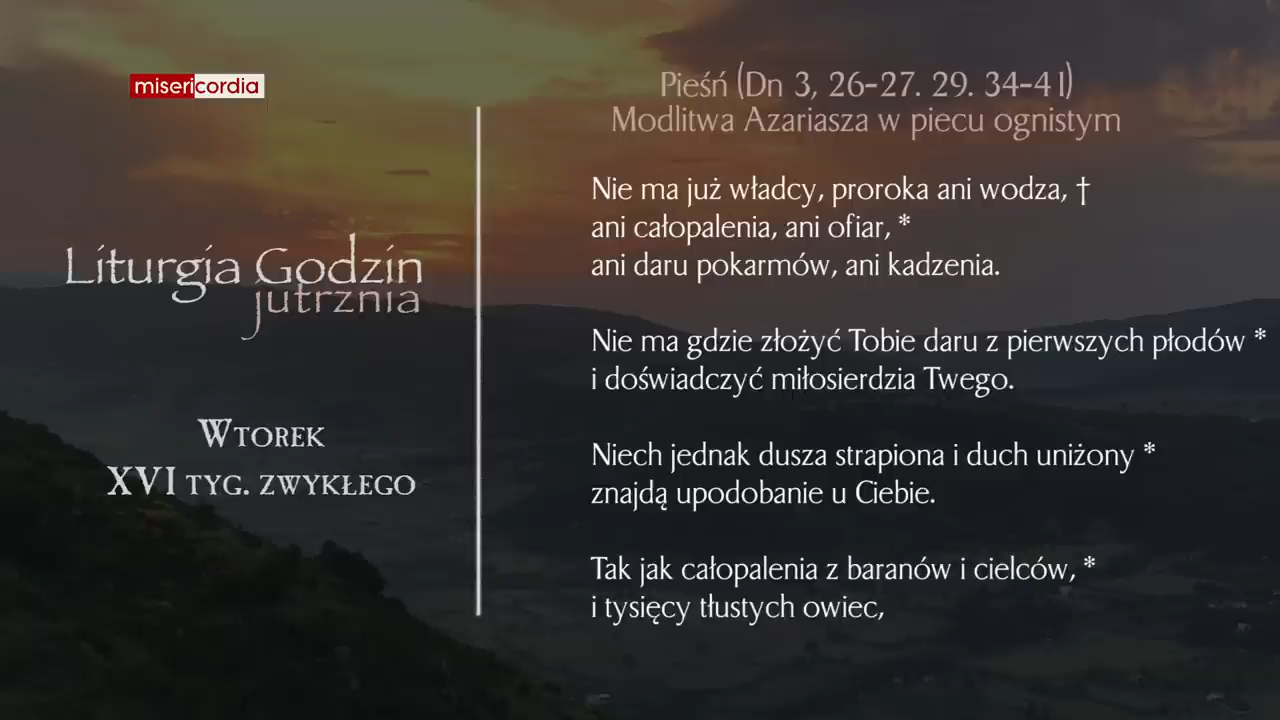 misericordia
Liturgia Godzin
jutrznia
Wtorek
XVI tyg. zwykłego
Pieśń (Dn 3, 26-27. 29. 34-41)
Modlitwa Azariasza w piecu ognistym
Nie ma już władcy, proroka ani wodza, †
ani całopalenia, ani ofiar, *
ani daru pokarmów, ani kadzenia.
Nie ma gdzie złożyć Tobie daru z pierwszych płodów *
i doświadczyć miłosierdzia Twego.
Niech jednak dusza strapiona i duch uniżony *
znajdą upodobanie u Ciebie.
Tak jak całopalenia z baranów i cielców, *
i tysięcy tłustych owiec,